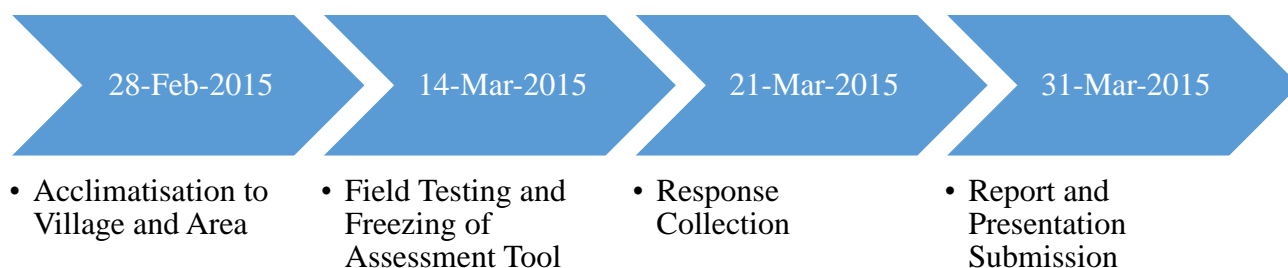 28-Feb-2015
14-Mar-2015
21-Mar-2015
31-Mar-2015
• Acclimatisation to
Village and Area
• Field Testing and
Freezing of
Assessment Tool
• Response
Collection
• Report and
Presentation
Submission